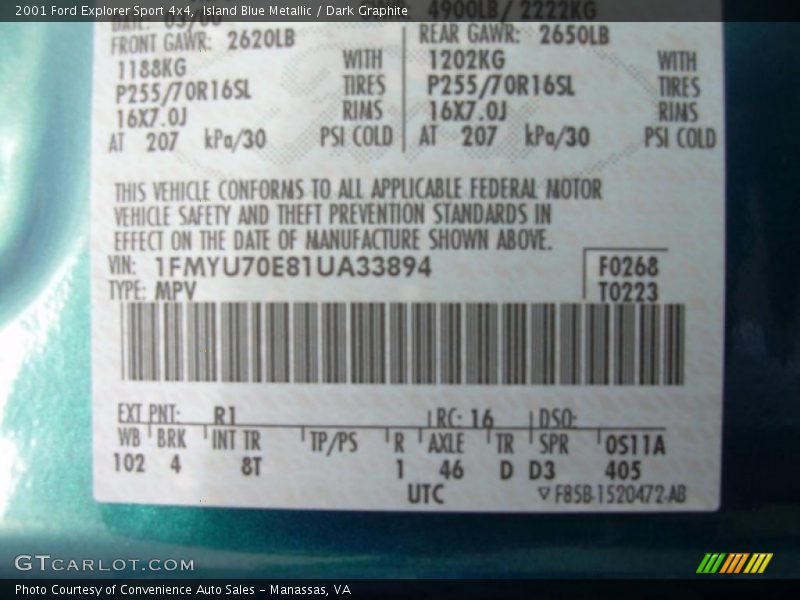 2001 Ford Explorer Sport 4x4, Island Blue Metallic / Dark Graphite
DATE: 03/00 4900LB/ 2222KG
FRONT GAWR: 2620LB REAR GAWR: 2650LB
1188KG WITH 1202KG WITH
P255/70R16SL TIRES P255/70R16SL TIRES
16X7.0J RIMS 16X7.0J RIMS
AT 207 kPa/30 PSI COLD AT 207 kPa/30 PSI COLD
THIS VEHICLE CONFORMS TO ALL APPLICABLE FEDERAL MOTOR
VEHICLE SAFETY AND THEFT PREVENTION STANDARDS IN
EFFECT ON THE DATE OF MANUFACTURE SHOWN ABOVE.
VIN: 1FMYU70E81UA33894 F0268
TYPE: MPV T0223
EXT PNT: R1 RC: 16 DSO:
WB BRK INT TR TP/PS R AXLE TR SPR 0S11A
102 4 8T 1 46 D D3 405
UTC F85B-1520472-AB
GTCARLOT.COM
Photo Courtesy of Convenience Auto Sales - Manassas, VA